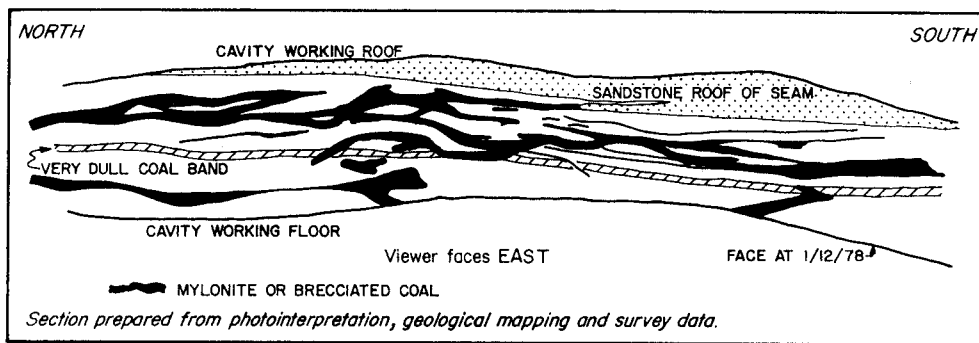 NORTH
SOUTH
CAVITY WORKING ROOF
SANDSTONE ROOF OF SEAM
VERY DULL COAL BAND
CAVITY WORKING FLOOR
Viewer faces EAST
FACE AT 1/12/78
MYLONITE OR BRECCIATED COAL
Section prepared from photointerpretation, geological mapping and survey data.